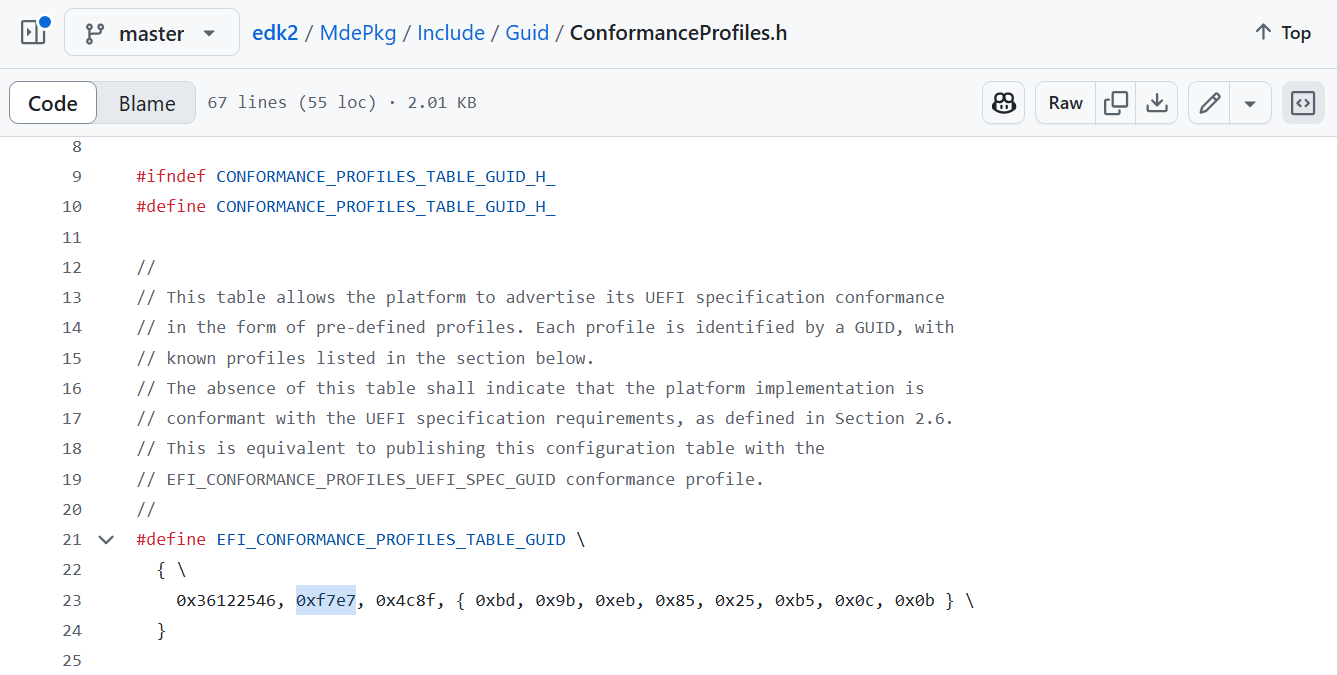 master edk2 / MdePkg / Include / Guid / ConformanceProfiles.h Top
Code Blame 67 lines (55 loc) · 2.01 KB Raw
8
9 #ifndef CONFORMANCE_PROFILES_TABLE_GUID_H_
10 #define CONFORMANCE_PROFILES_TABLE_GUID_H_
11
12 //
13 // This table allows the platform to advertise its UEFI specification conformance
14 // in the form of pre-defined profiles. Each profile is identified by a GUID, with
15 // known profiles listed in the section below.
16 // The absence of this table shall indicate that the platform implementation is
17 // conformant with the UEFI specification requirements, as defined in Section 2.6.
18 // This is equivalent to publishing this configuration table with the
19 // EFI_CONFORMANCE_PROFILES_UEFI_SPEC_GUID conformance profile.
20 //
21 #define EFI_CONFORMANCE_PROFILES_TABLE_GUID \
22 { \
23 0x36122546, 0xf7e7, 0x4c8f, { 0xbd, 0x9b, 0xeb, 0x85, 0x25, 0xb5, 0x0c, 0x0b } \
24 }
25